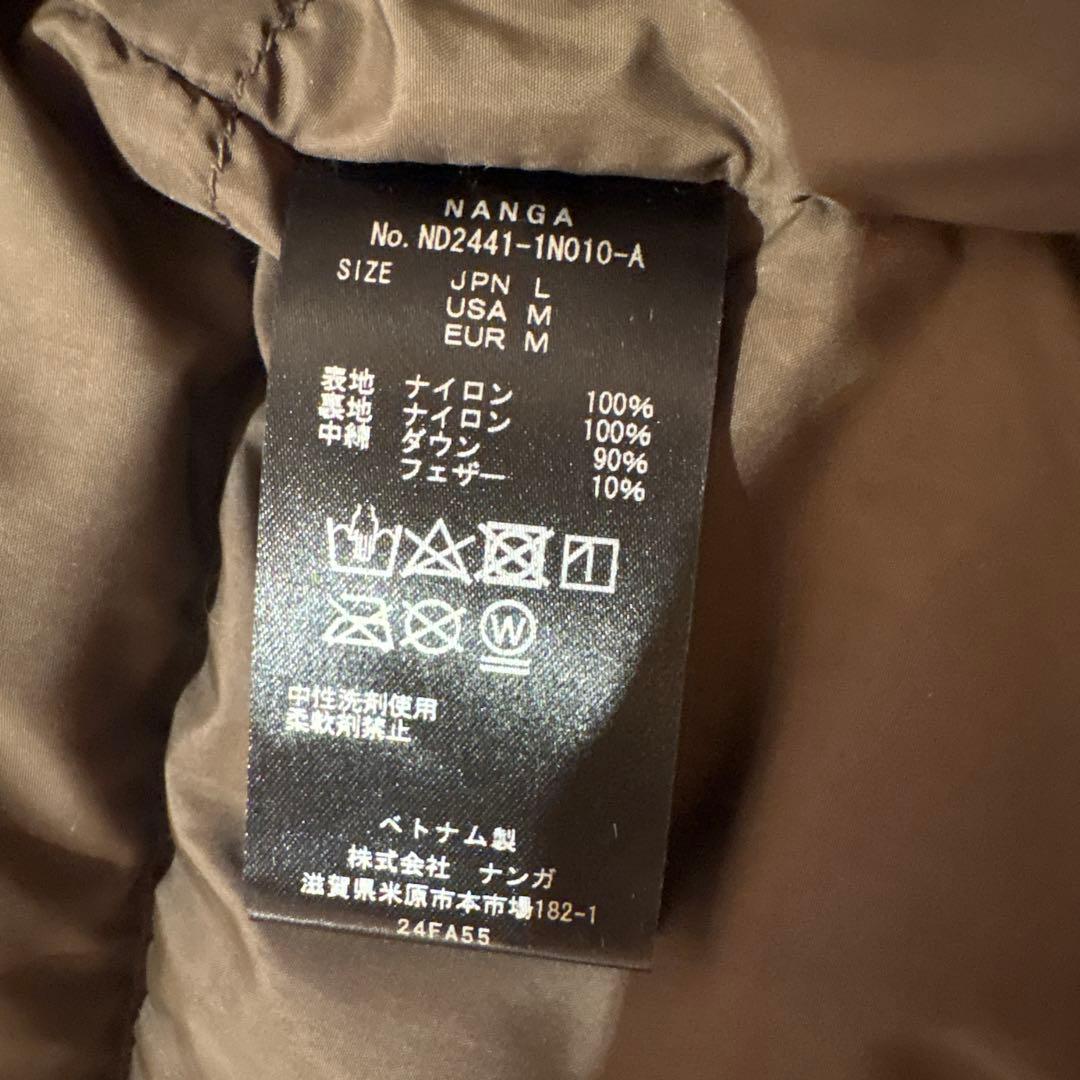 NANGA
No. ND2441-1N010-A
SIZE JPN L
USA M
EUR M
表地 ナイロン 100%
裏地 ナイロン 100%
中綿 ダウン 90%
フェザー 10%
W
中性洗剤使用
柔軟剤禁止
ベトナム製
株式会社 ナンガ
滋賀県米原市本市場182-1
24FA55